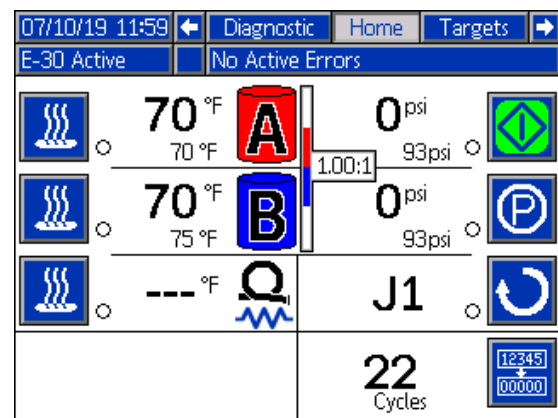 07/10/19 11:59 Diagnostic Home Targets
E-30 Active No Active Errors
70 °F A 0 psi
70 °F 93psi
1.00:1
70 °F B 0 psi P
75 °F 93psi
--- °F J1
22
Cycles
12345
00000